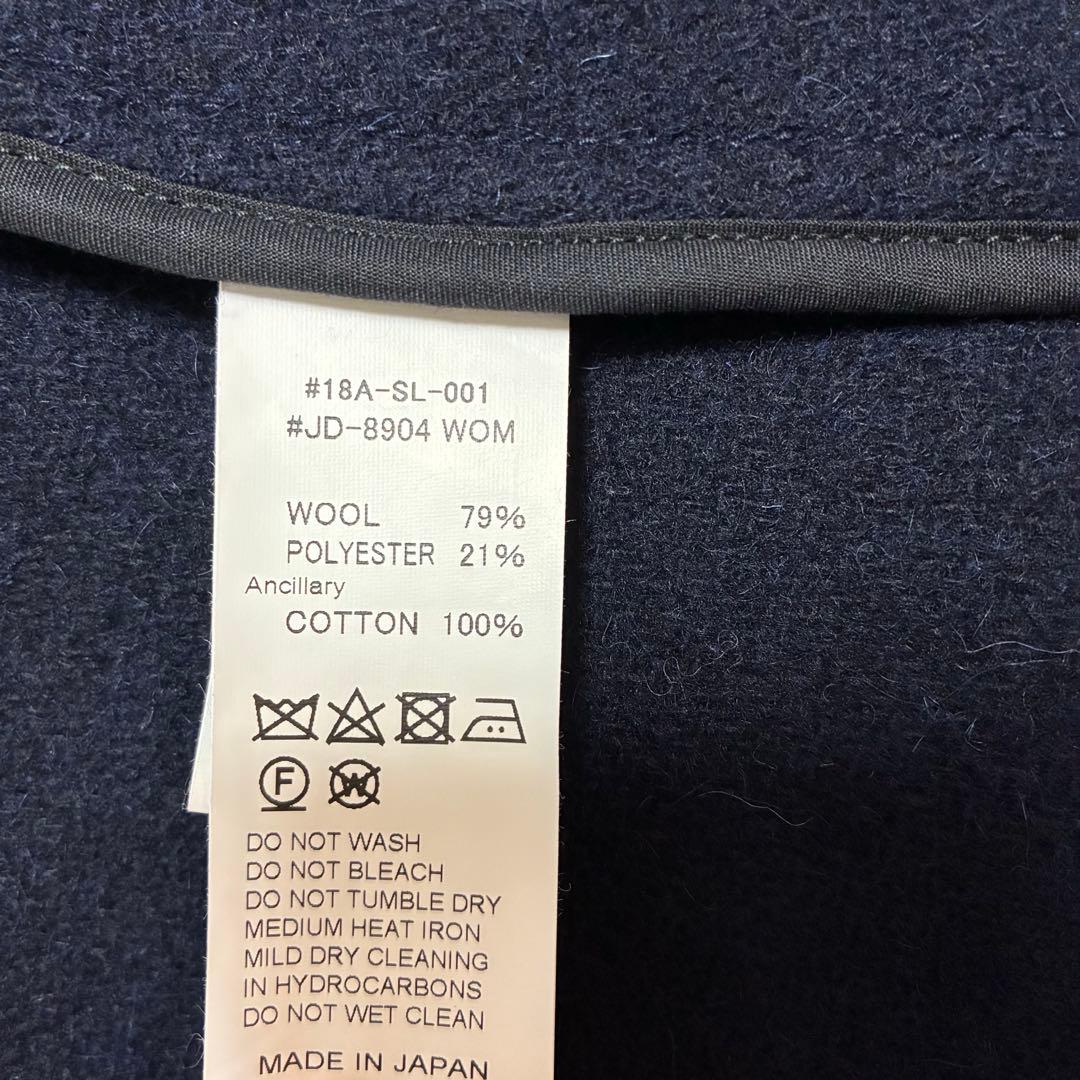 #18A-SL-001
#JD-8904 WOM
WOOL 79%
POLYESTER 21%
Ancillary
COTTON 100%
F W
DO NOT WASH
DO NOT BLEACH
DO NOT TUMBLE DRY
MEDIUM HEAT IRON
MILD DRY CLEANING
IN HYDROCARBONS
DO NOT WET CLEAN
MADE IN JAPAN